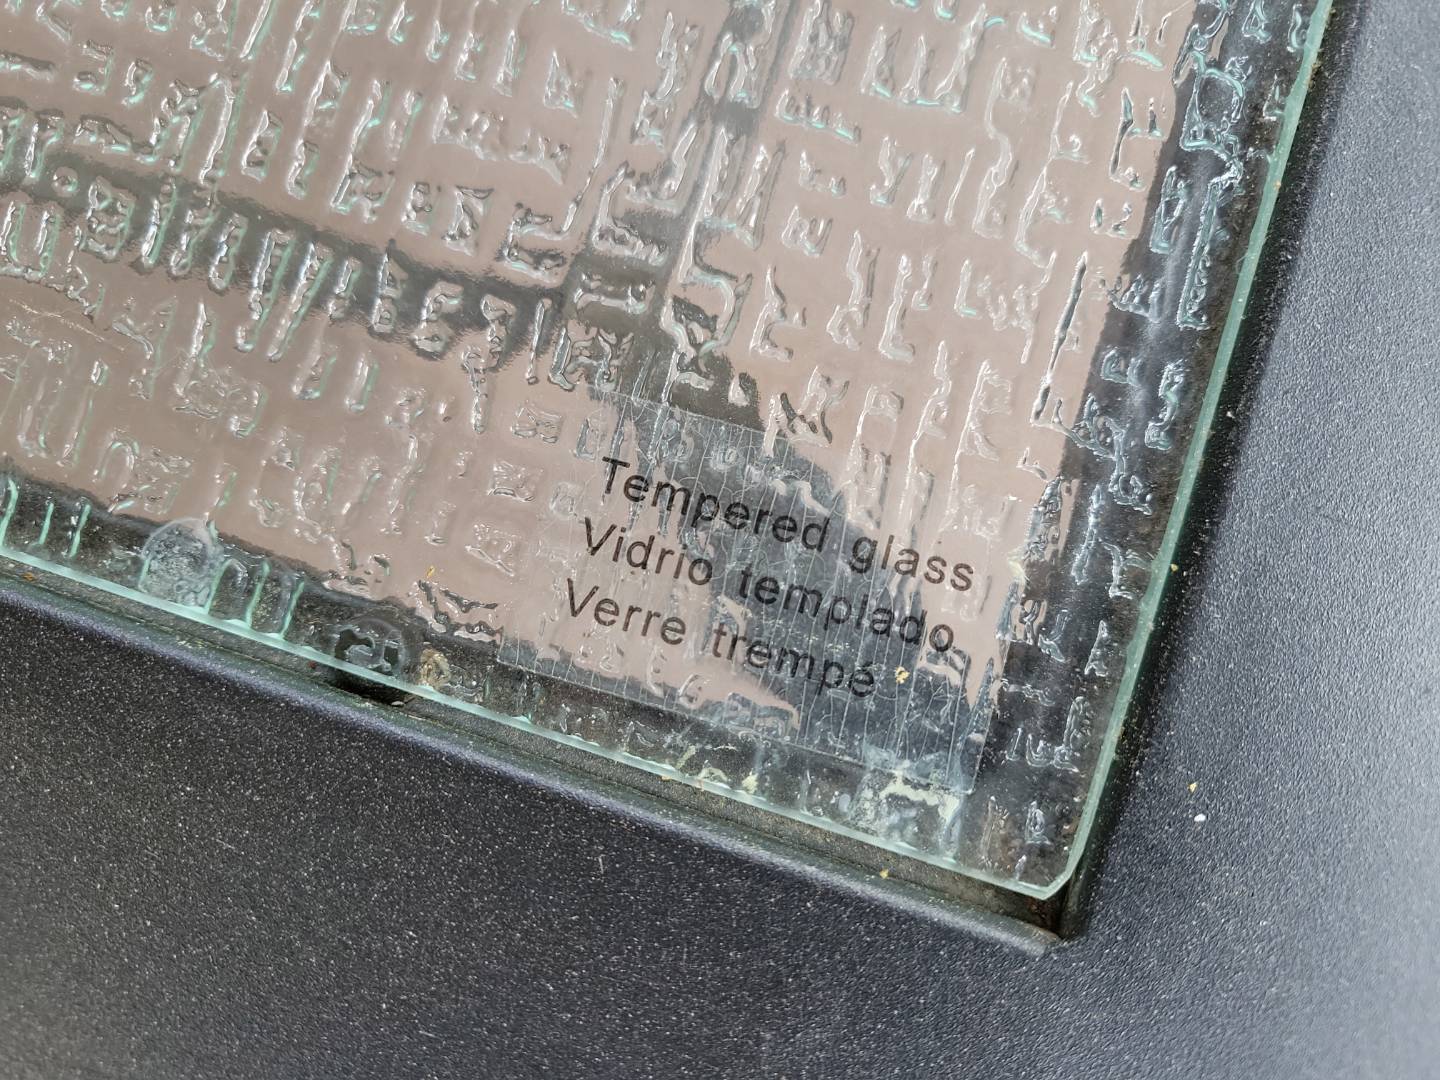 Tempered glass
Vidrio templado
Verre trempé